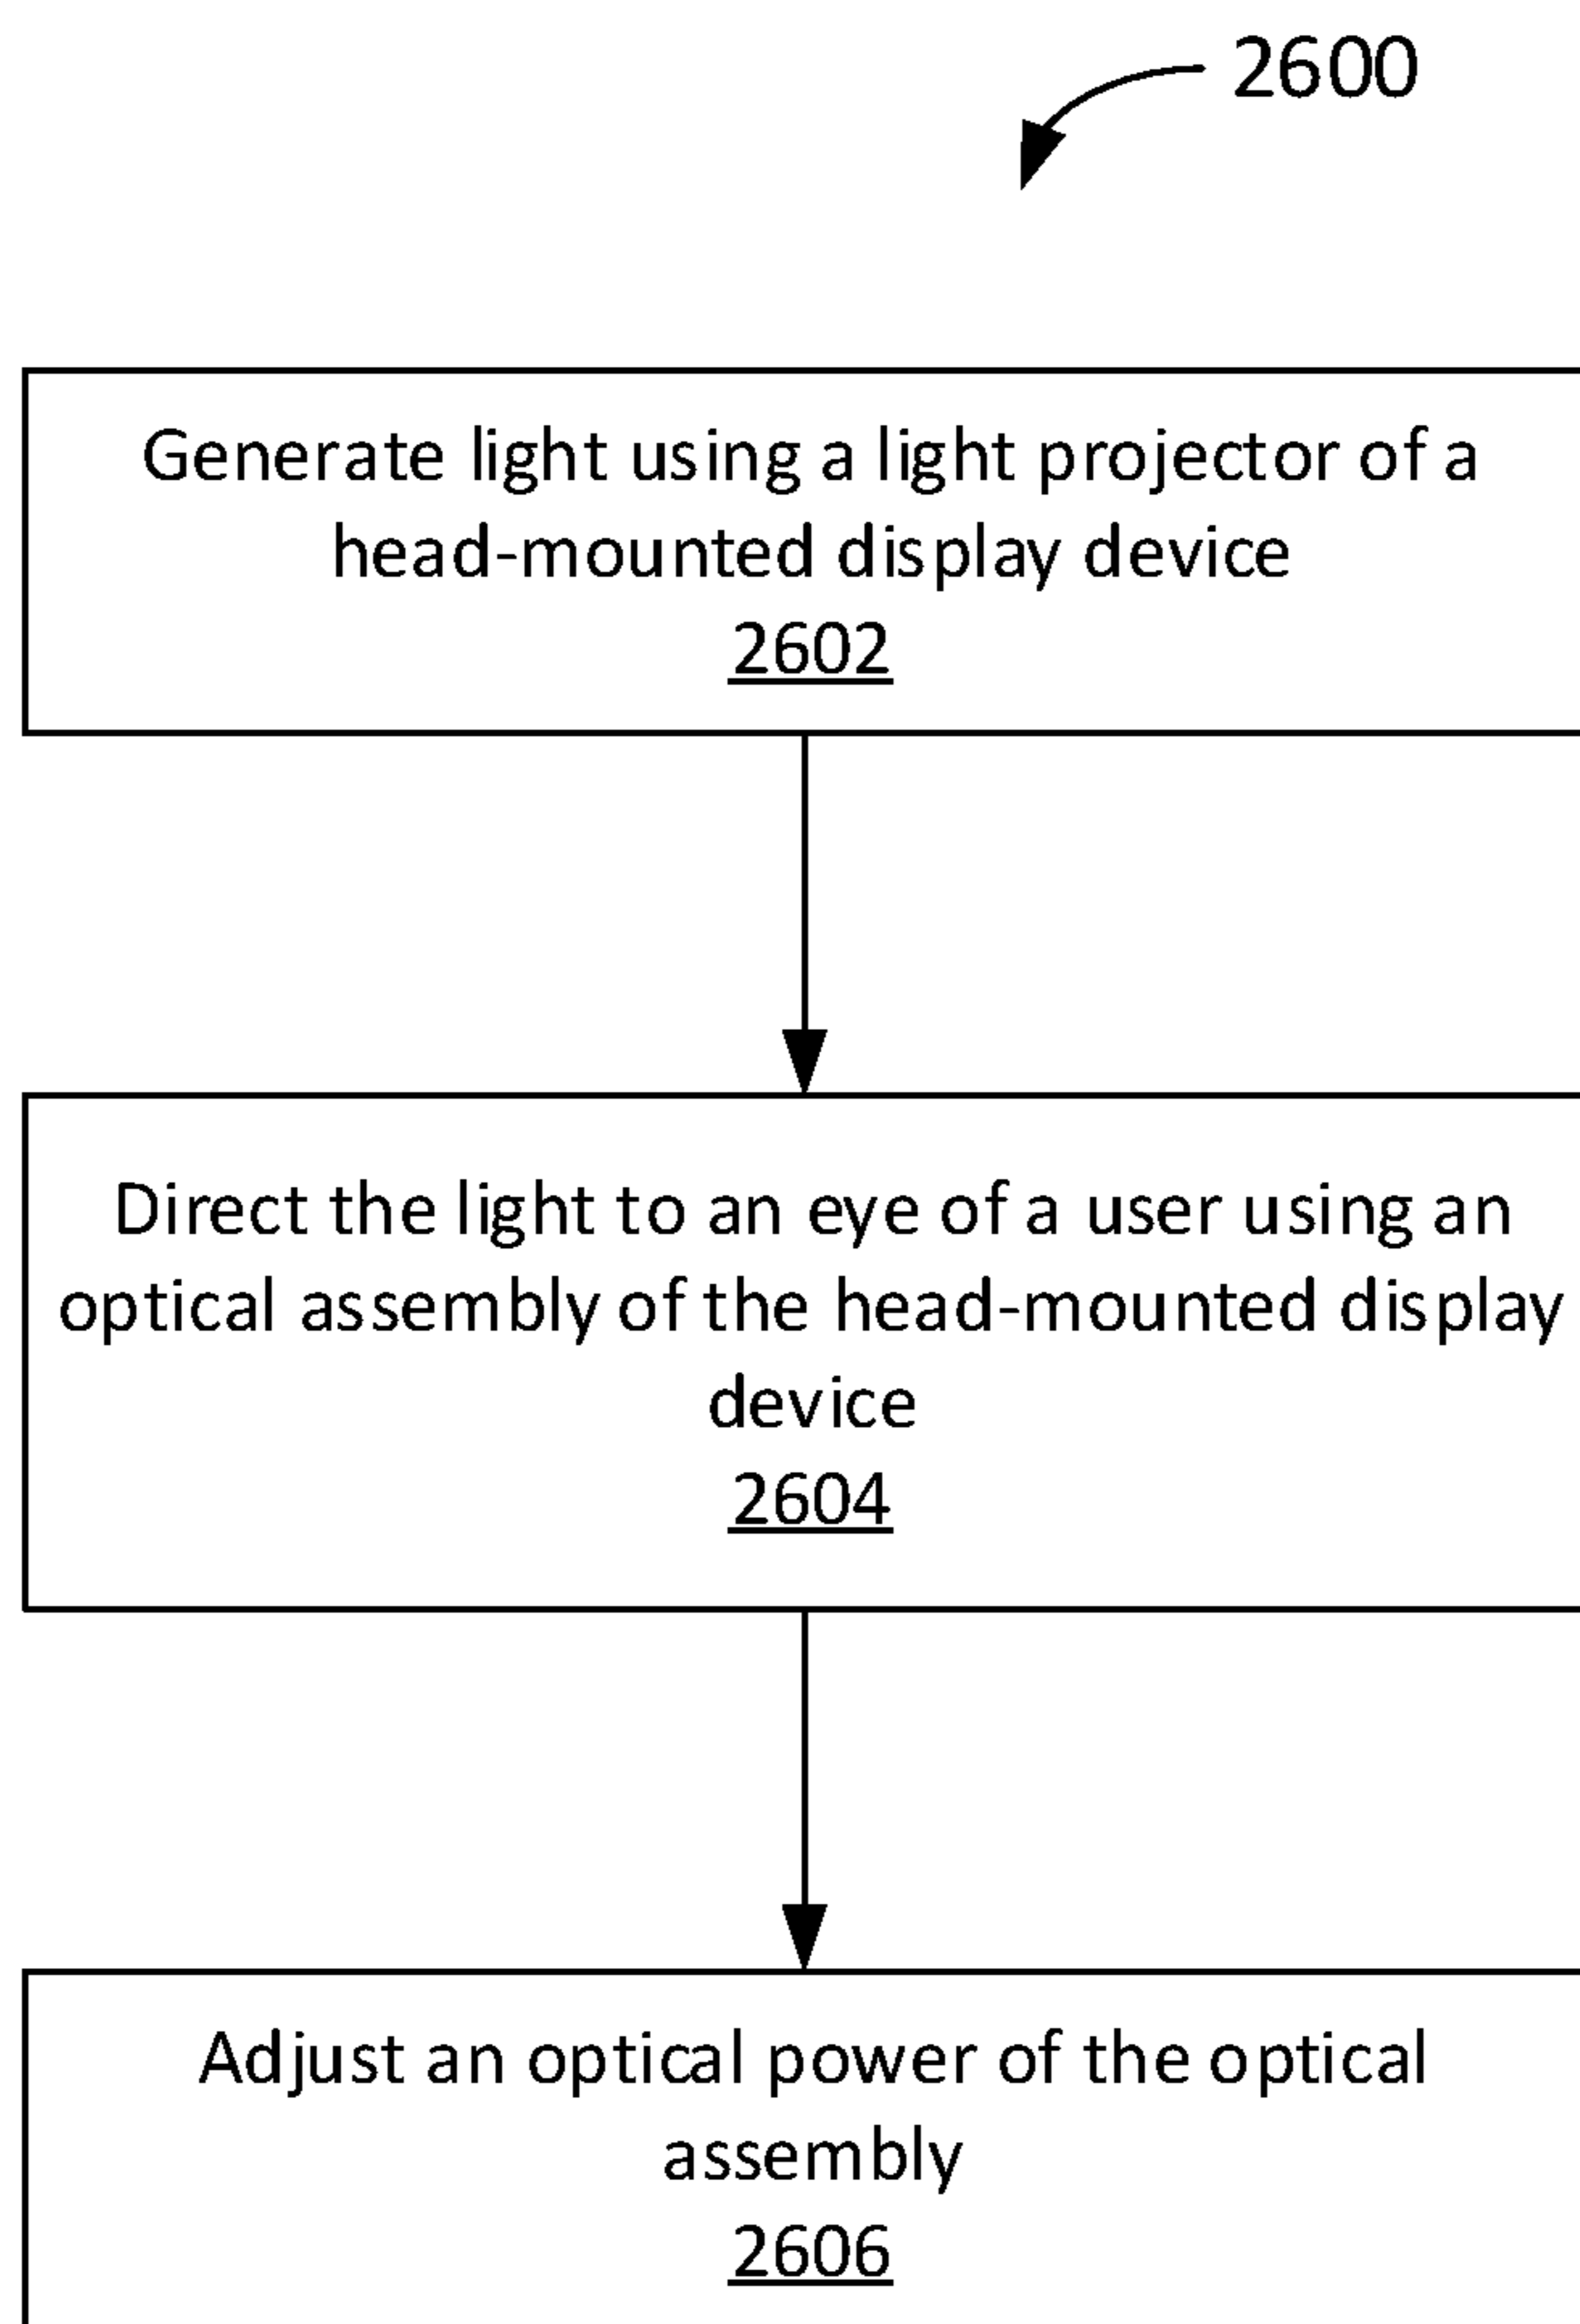 2600
Generate light using a light projector of a
head-mounted display device
2602
Direct the light to an eye of a user using an
optical assembly of the head-mounted display
device
2604
Adjust an optical power of the optical
assembly
2606